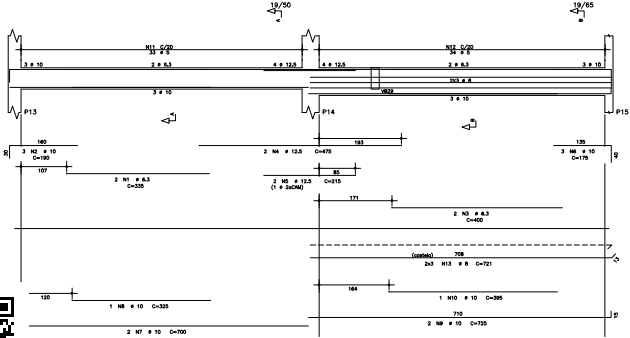 19/50
19/65
A
B
N11 C/20
33 ø 5
N12 C/20
34 ø 5
3 ø 10
2 ø 6.3
4 ø 12.5
4 ø 12.5
2 ø 6.3
3 ø 10
2X3 ø 8
VB29
3 ø 10
3 ø 10
P13
P14
P15
A
B
160
30
3 N2 ø 10
C=190
2 N4 ø 12.5 C=475
193
135
40
3 N6 ø 10
C=175
107
2 N1 ø 6.3
C=335
85
2 N5 ø 12.5 C=215
(1 ø 2aCAM)
171
2 N3 ø 6.3
C=400
(costela)
708
2x3 N13 ø 8 C=721
120
1 N8 ø 10 C=325
164
1 N10 ø 10 C=395
2 N7 ø 10 C=700
710
15
2 N9 ø 10 C=725